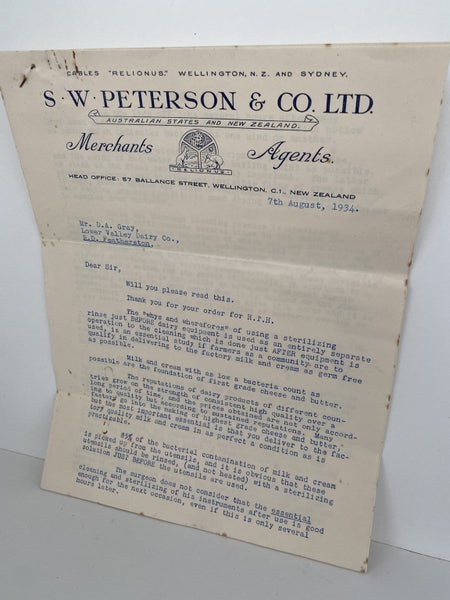 CABLES "RELIONUS," WELLINGTON, N.Z. AND SYDNEY.
S·W·PETERSON & CO. LTD.
AUSTRALIAN STATES AND NEW ZEALAND.
Merchants Agents.
RELIONUS
HEAD OFFICE: 57 BALLANCE STREET, WELLINGTON, C.1., NEW ZEALAND
7th August, 1934.
Mr. D.A. Gray,
Lower Valley Dairy Co.,
R.D. Featherston.
Dear Sir,
Will you please read this.
Thank you for your order for H.T.H.
The "whys and wherefores" of using a sterilizing
rinse just BEFORE dairy equipment is used as an entirely separate
operation to the cleaning which is done just AFTER equipment is
used, is an essential study if farmers as a community are to
qualify in delivering to the factory milk and cream as germ free
as possible.
Milk and cream with as low a bacteria count as
possible are the foundation of first grade cheese and butter.
The reputations of dairy products of different coun-
tries grow on the strength of consistent high quality over a
long period of time, and the prices obtained are not only accord-
ing to quality but according to sustained reputations. Many
factors go into the making of highest grade cheese and butter,
but the most important essential is that you deliver to the fac-
tory quality milk and cream in as perfect a condition as is
practicable.
85% of the bacterial contamination of milk and cream
is picked up from the utensils, and it is obvious that these
utensils should be rinsed, (and not heated) with a sterilizing
solution JUST BEFORE the utensils are used.
The surgeon does not consider that the essential
cleaning and sterilizing of his instruments after use is good
enough for the next occasion, even if this is only several
hours later.